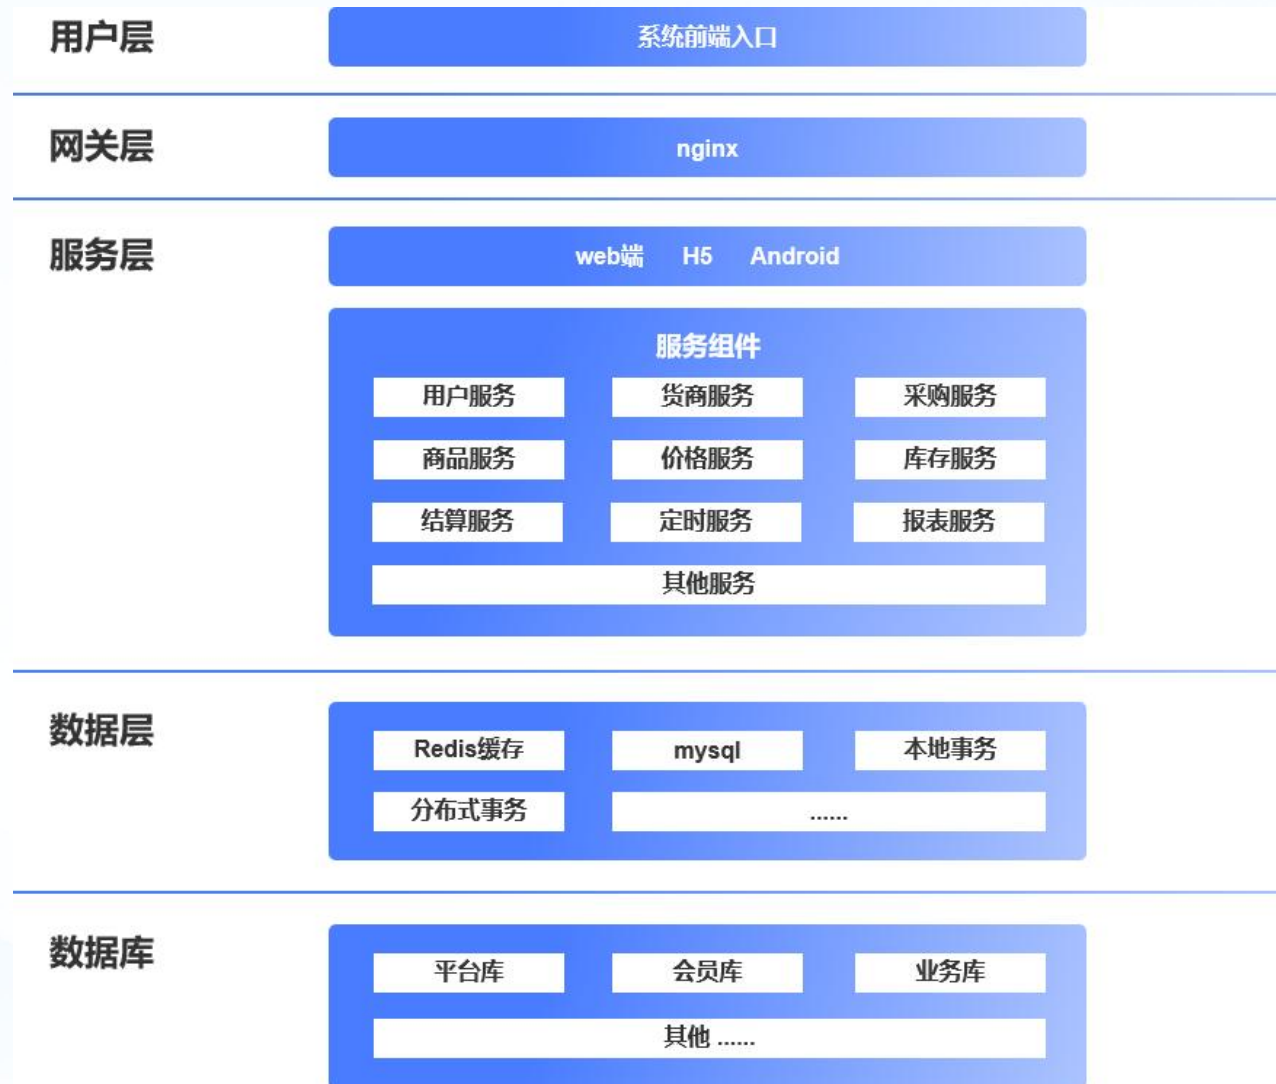 用户层
系统前端入口
网关层
nginx
服务层
web端 H5 Android
服务组件
用户服务 货商服务 采购服务
商品服务 价格服务 库存服务
结算服务 定时服务 报表服务
其他服务
数据层
Redis缓存 mysql 本地事务
分布式事务 ......
数据库
平台库 会员库 业务库
其他 ......